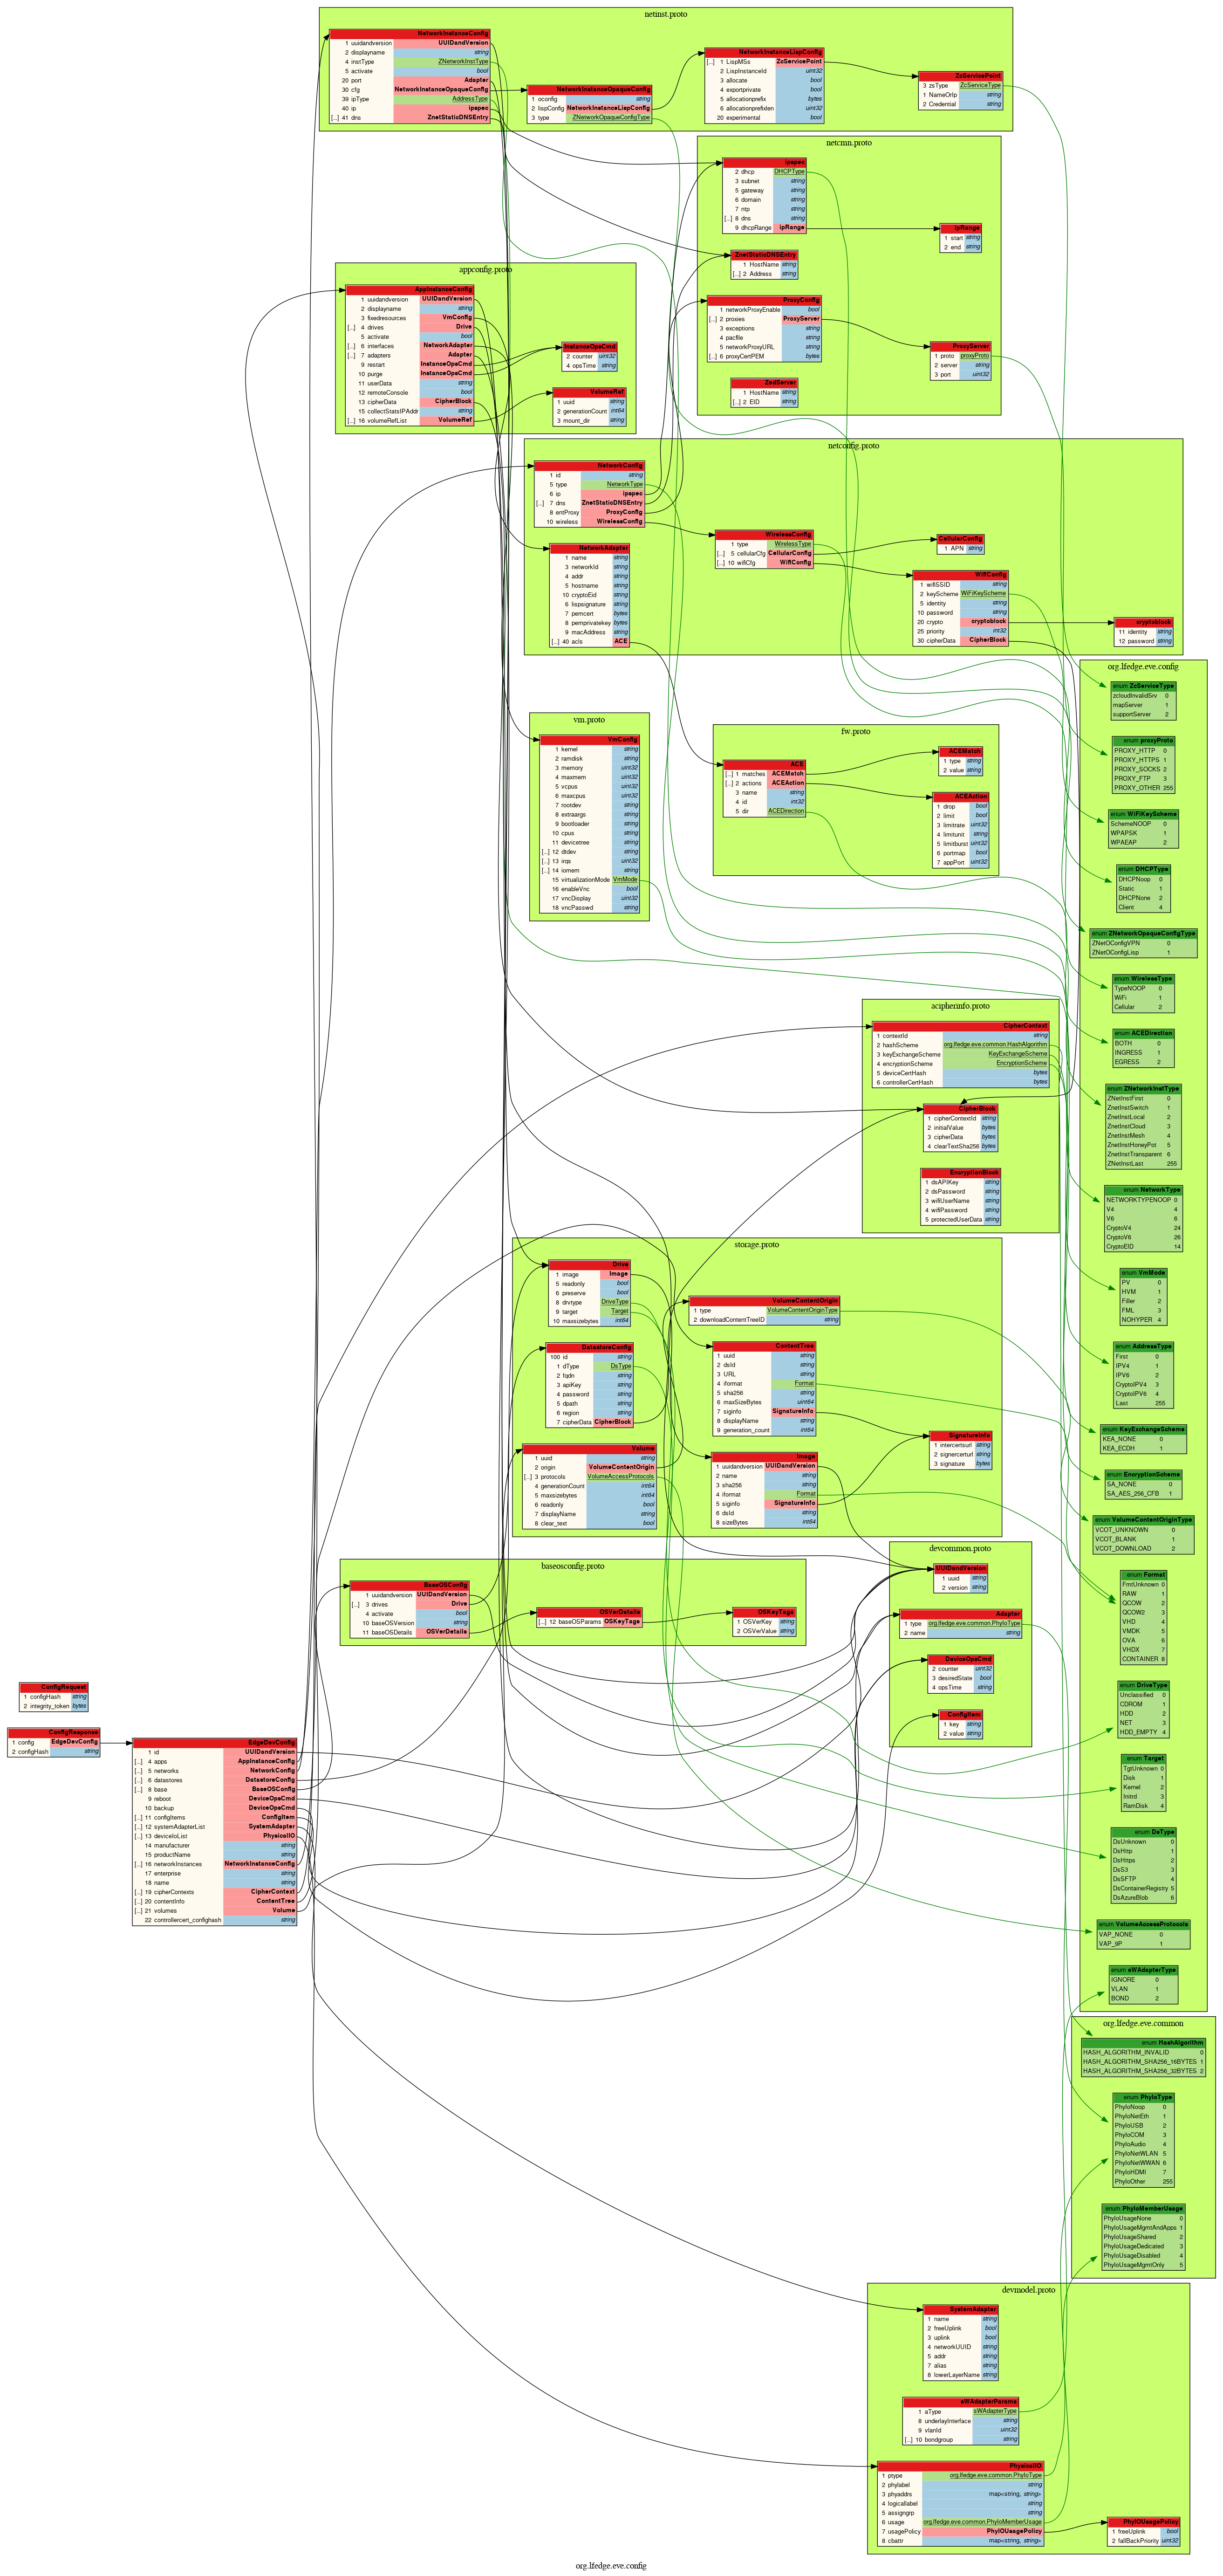 netinst.proto
NetworkInstanceConfig
1 uuidandversion UUIDandVersion
2 displayname string
4 instType ZNetworkInstType
5 activate bool
20 port Adapter
30 cfg NetworkInstanceOpaqueConfig
39 ipType AddressType
40 ip ipspec
[...] 41 dns ZnetStaticDNSEntry
NetworkInstanceOpaqueConfig
1 oconfig string
2 lispConfig NetworkInstanceLispConfig
3 type ZNetworkOpaqueConfigType
NetworkInstanceLispConfig
[...] 1 LispMSs ZcServicePoint
2 LispInstanceId uint32
3 allocate bool
4 exportprivate bool
5 allocationprefix bytes
6 allocationprefixlen uint32
20 experimental bool
ZcServicePoint
3 zsType ZcServiceType
1 NameOrIp string
2 Credential string
netcmn.proto
ipspec
2 dhcp DHCPType
3 subnet string
5 gateway string
6 domain string
7 ntp string
[...] 8 dns string
9 dhcpRange ipRange
ipRange
1 start string
2 end string
ZnetStaticDNSEntry
1 HostName string
[...] 2 Address string
ProxyConfig
1 networkProxyEnable bool
[...] 2 proxies ProxyServer
3 exceptions string
4 pacfile string
5 networkProxyURL string
[...] 6 proxyCertPEM bytes
ProxyServer
1 proto proxyProto
2 server string
3 port uint32
ZedServer
1 HostName string
[...] 2 EID string
appconfig.proto
AppInstanceConfig
1 uuidandversion UUIDandVersion
2 displayname string
3 fixedresources VmConfig
[...] 4 drives Drive
5 activate bool
[...] 6 interfaces NetworkAdapter
[...] 7 adapters Adapter
9 restart InstanceOpsCmd
10 purge InstanceOpsCmd
11 userData string
12 remoteConsole bool
13 cipherData CipherBlock
15 collectStatsIPAddr string
[...] 16 volumeRefList VolumeRef
InstanceOpsCmd
2 counter uint32
4 opsTime string
VolumeRef
1 uuid string
2 generationCount int64
3 mount_dir string
netconfig.proto
NetworkConfig
1 id string
5 type NetworkType
6 ip ipspec
[...] 7 dns ZnetStaticDNSEntry
8 entProxy ProxyConfig
10 wireless WirelessConfig
NetworkAdapter
1 name string
3 networkId string
4 addr string
5 hostname string
10 cryptoEid string
6 lispsignature string
7 pemcert bytes
8 pemprivatekey bytes
9 macAddress string
[...] 40 acls ACE
WirelessConfig
1 type WirelessType
[...] 5 cellularCfg CellularConfig
[...] 10 wifiCfg WifiConfig
CellularConfig
1 APN string
WifiConfig
1 wifiSSID string
2 keyScheme WiFiKeyScheme
5 identity string
10 password string
20 crypto cryptoblock
25 priority int32
30 cipherData CipherBlock
cryptoblock
11 identity string
12 password string
vm.proto
VmConfig
1 kernel string
2 ramdisk string
3 memory uint32
4 maxmem uint32
5 vcpus uint32
6 maxcpus uint32
7 rootdev string
8 extraargs string
9 bootloader string
10 cpus string
11 devicetree string
[...] 12 dtdev string
[...] 13 irqs uint32
[...] 14 iomem string
15 virtualizationMode VmMode
16 enableVnc bool
17 vncDisplay uint32
18 vncPasswd string
fw.proto
ACE
[...] 1 matches ACEMatch
[...] 2 actions ACEAction
3 name string
4 id int32
5 dir ACEDirection
ACEMatch
1 type string
2 value string
ACEAction
1 drop bool
2 limit bool
3 limitrate uint32
4 limitunit string
5 limitburst uint32
6 portmap bool
7 appPort uint32
acipherinfo.proto
CipherContext
1 contextId string
2 hashScheme org.lfedge.eve.common.HashAlgorithm
3 keyExchangeScheme KeyExchangeScheme
4 encryptionScheme EncryptionScheme
5 deviceCertHash bytes
6 controllerCertHash bytes
CipherBlock
1 cipherContextId string
2 initialValue bytes
3 cipherData bytes
4 clearTextSha256 bytes
EncryptionBlock
1 dsAPIKey string
2 dsPassword string
3 wifiUserName string
4 wifiPassword string
5 protectedUserData string
storage.proto
Drive
1 image Image
5 readonly bool
6 preserve bool
8 drvtype DriveType
9 target Target
10 maxsizebytes int64
DatastoreConfig
100 id string
1 dType DsType
2 fqdn string
3 apiKey string
4 password string
5 dpath string
6 region string
7 cipherData CipherBlock
Volume
1 uuid string
2 origin VolumeContentOrigin
[...] 3 protocols VolumeAccessProtocols
4 generationCount int64
5 maxsizebytes int64
6 readonly bool
7 displayName string
8 clear_text bool
VolumeContentOrigin
1 type VolumeContentOriginType
2 downloadContentTreeID string
ContentTree
1 uuid string
2 dsId string
3 URL string
4 iformat Format
5 sha256 string
6 maxSizeBytes uint64
7 siginfo SignatureInfo
8 displayName string
9 generation_count int64
Image
1 uuidandversion UUIDandVersion
2 name string
3 sha256 string
4 iformat Format
5 siginfo SignatureInfo
6 dsId string
8 sizeBytes int64
SignatureInfo
1 intercertsurl string
2 signercerturl string
3 signature bytes
baseosconfig.proto
BaseOSConfig
1 uuidandversion UUIDandVersion
[...] 3 drives Drive
4 activate bool
10 baseOSVersion string
11 baseOSDetails OSVerDetails
OSVerDetails
[...] 12 baseOSParams OSKeyTags
OSKeyTags
1 OSVerKey string
2 OSVerValue string
devcommon.proto
UUIDandVersion
1 uuid string
2 version string
Adapter
1 type org.lfedge.eve.common.PhyIoType
2 name string
DeviceOpsCmd
2 counter uint32
3 desiredState bool
4 opsTime string
ConfigItem
1 key string
2 value string
ConfigRequest
1 configHash string
2 integrity_token bytes
ConfigResponse
1 config EdgeDevConfig
2 configHash string
EdgeDevConfig
1 id UUIDandVersion
[...] 4 apps AppInstanceConfig
[...] 5 networks NetworkConfig
[...] 6 datastores DatastoreConfig
[...] 8 base BaseOSConfig
9 reboot DeviceOpsCmd
10 backup DeviceOpsCmd
[...] 11 configItems ConfigItem
[...] 12 systemAdapterList SystemAdapter
[...] 13 deviceIoList PhysicalIO
14 manufacturer string
15 productName string
[...] 16 networkInstances NetworkInstanceConfig
17 enterprise string
18 name string
[...] 19 cipherContexts CipherContext
[...] 20 contentInfo ContentTree
[...] 21 volumes Volume
22 controllercert_confighash string
org.lfedge.eve.config
enum ZcServiceType
zcloudInvalidSrv 0
mapServer 1
supportServer 2
enum proxyProto
PROXY_HTTP 0
PROXY_HTTPS 1
PROXY_SOCKS 2
PROXY_FTP 3
PROXY_OTHER 255
enum WiFiKeyScheme
SchemeNOOP 0
WPAPSK 1
WPAEAP 2
enum DHCPType
DHCPNoop 0
Static 1
DHCPNone 2
Client 4
enum ZNetworkOpaqueConfigType
ZNetOConfigVPN 0
ZNetOConfigLisp 1
enum WirelessType
TypeNOOP 0
WiFi 1
Cellular 2
enum ACEDirection
BOTH 0
INGRESS 1
EGRESS 2
enum ZNetworkInstType
ZNetInstFirst 0
ZnetInstSwitch 1
ZnetInstLocal 2
ZnetInstCloud 3
ZnetInstMesh 4
ZnetInstHoneyPot 5
ZnetInstTransparent 6
ZNetInstLast 255
enum NetworkType
NETWORKTYPENOOP 0
V4 4
V6 6
CryptoV4 24
CryptoV6 26
CryptoEID 14
enum VmMode
PV 0
HVM 1
Filler 2
FML 3
NOHYPER 4
enum AddressType
First 0
IPV4 1
IPV6 2
CryptoIPV4 3
CryptoIPV6 4
Last 255
enum KeyExchangeScheme
KEA_NONE 0
KEA_ECDH 1
enum EncryptionScheme
SA_NONE 0
SA_AES_256_CFB 1
enum VolumeContentOriginType
VCOT_UNKNOWN 0
VCOT_BLANK 1
VCOT_DOWNLOAD 2
enum Format
FmtUnknown 0
RAW 1
QCOW 2
QCOW2 3
VHD 4
VMDK 5
OVA 6
VHDX 7
CONTAINER 8
enum DriveType
Unclassified 0
CDROM 1
HDD 2
NET 3
HDD_EMPTY 4
enum Target
TgtUnknown 0
Disk 1
Kernel 2
Initrd 3
RamDisk 4
enum DsType
DsUnknown 0
DsHttp 1
DsHttps 2
DsS3 3
DsSFTP 4
DsContainerRegistry 5
DsAzureBlob 6
enum VolumeAccessProtocols
VAP_NONE 0
VAP_9P 1
enum sWAdapterType
IGNORE 0
VLAN 1
BOND 2
org.lfedge.eve.common
enum HashAlgorithm
HASH_ALGORITHM_INVALID 0
HASH_ALGORITHM_SHA256_16BYTES 1
HASH_ALGORITHM_SHA256_32BYTES 2
enum PhyIoType
PhyIoNoop 0
PhyIoNetEth 1
PhyIoUSB 2
PhyIoCOM 3
PhyIoAudio 4
PhyIoNetWLAN 5
PhyIoNetWWAN 6
PhyIoHDMI 7
PhyIoOther 255
enum PhyIoMemberUsage
PhyIoUsageNone 0
PhyIoUsageMgmtAndApps 1
PhyIoUsageShared 2
PhyIoUsageDedicated 3
PhyIoUsageDisabled 4
PhyIoUsageMgmtOnly 5
devmodel.proto
SystemAdapter
1 name string
2 freeUplink bool
3 uplink bool
4 networkUUID string
5 addr string
7 alias string
8 lowerLayerName string
sWAdapterParams
1 aType sWAdapterType
8 underlayInterface string
9 vlanId uint32
[...] 10 bondgroup string
PhysicalIO
1 ptype org.lfedge.eve.common.PhyIoType
2 phylabel string
3 phyaddrs map<string, string>
4 logicallabel string
5 assigngrp string
6 usage org.lfedge.eve.common.PhyIoMemberUsage
7 usagePolicy PhyIOUsagePolicy
8 cbattr map<string, string>
PhyIOUsagePolicy
1 freeUplink bool
2 fallBackPriority uint32
org.lfedge.eve.config